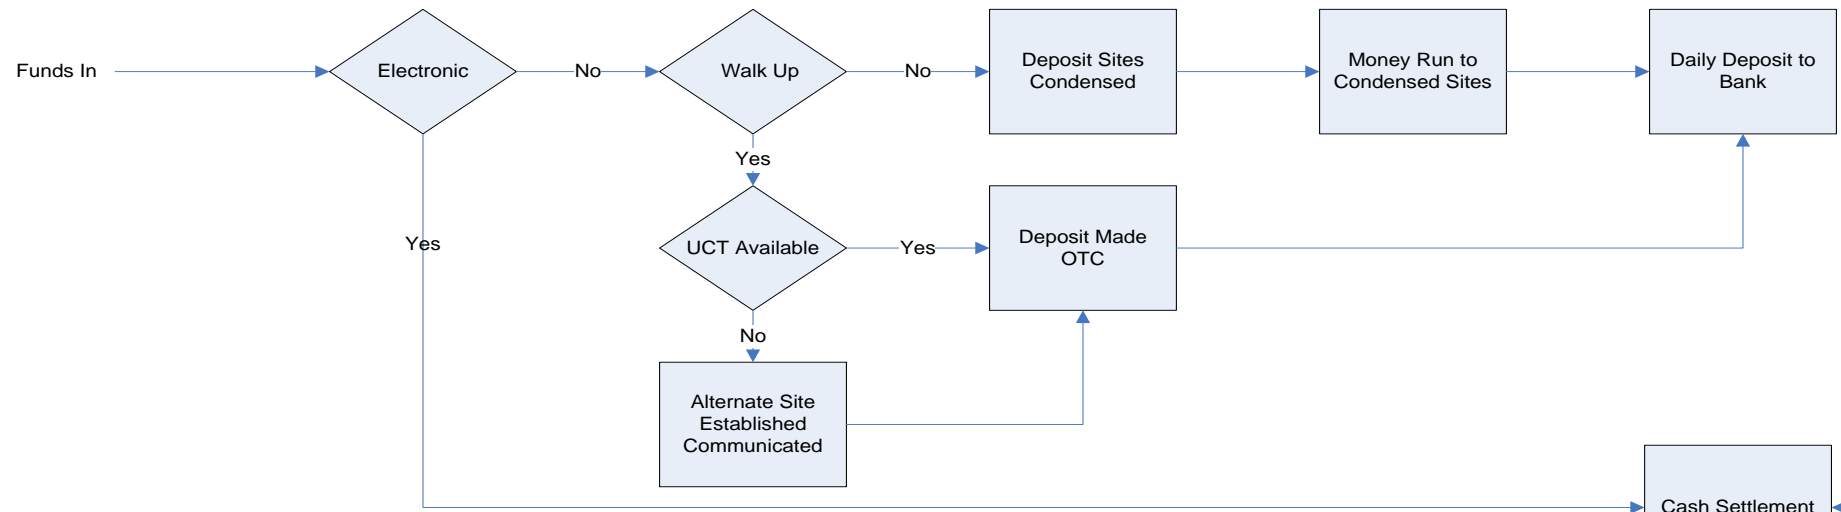 Funds In
Electronic
No
Walk Up
No
Deposit Sites
Condensed
Money Run to
Condensed Sites
Daily Deposit to
Bank
Yes
Yes
UCT Available
Yes
Deposit Made
OTC
No
Alternate Site
Established
Communicated
Cash Settlement